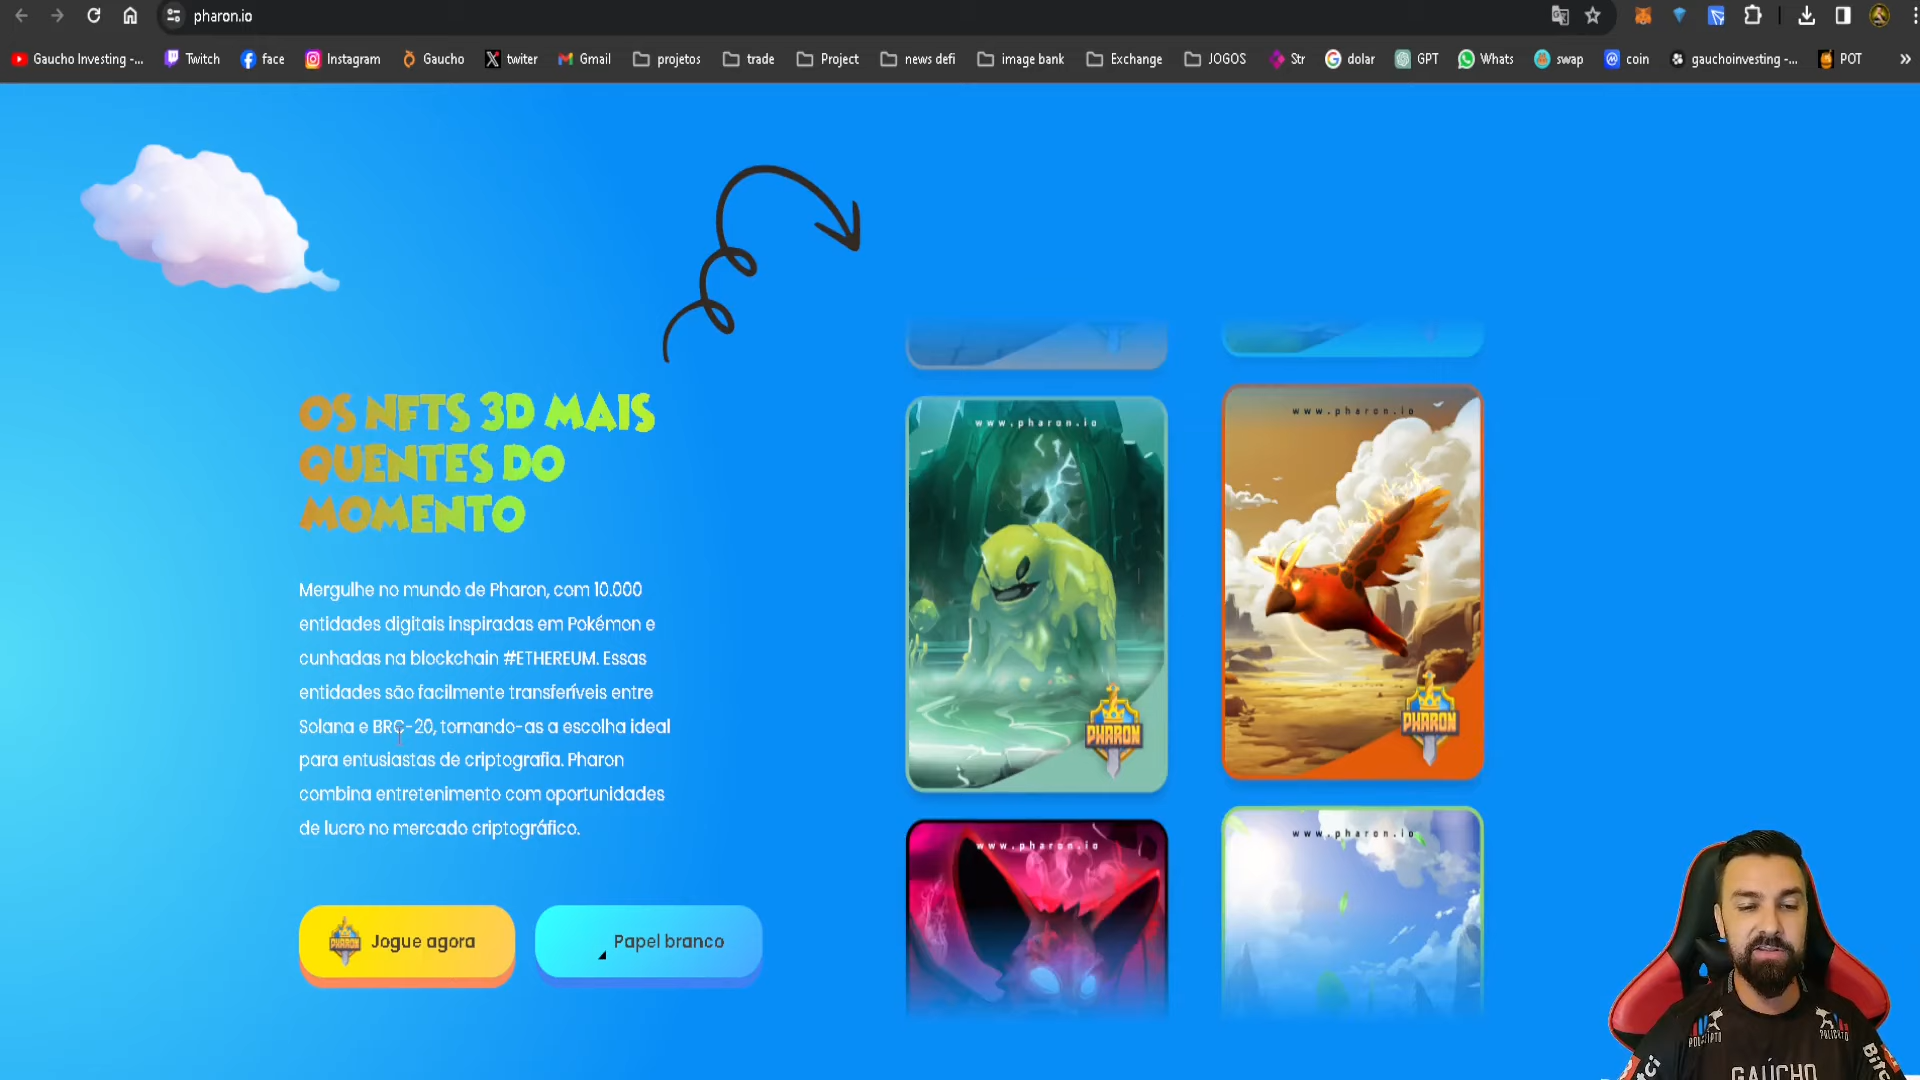 pharon.io
Gaucho Investing -...
Twitch
face
Instagram
Gaucho
twiter
Gmail
projetos
trade
Project
news defi
image bank
Exchange
JOGOS
Str
dolar
GPT
Whats
swap
coin
gauchoinvesting -...
POT
OS NFTS 3D MAIS
QUENTES DO
MOMENTO
Mergulhe no mundo de Pharon, com 10.000
entidades digitais inspiradas em Pokémon e
cunhadas na blockchain #ETHEREUM. Essas
entidades são facilmente transferíveis entre
Solana e BRC-20, tornando-as a escolha ideal
para entusiastas de criptografia. Pharon
combina entretenimento com oportunidades
de lucro no mercado criptográfico.
PHARON
Jogue agora
Papel branco
www.pharon.io
PHARON
www.pharon.io
PHARON
www.pharon.io
www.pharon.io
GAÚCHO